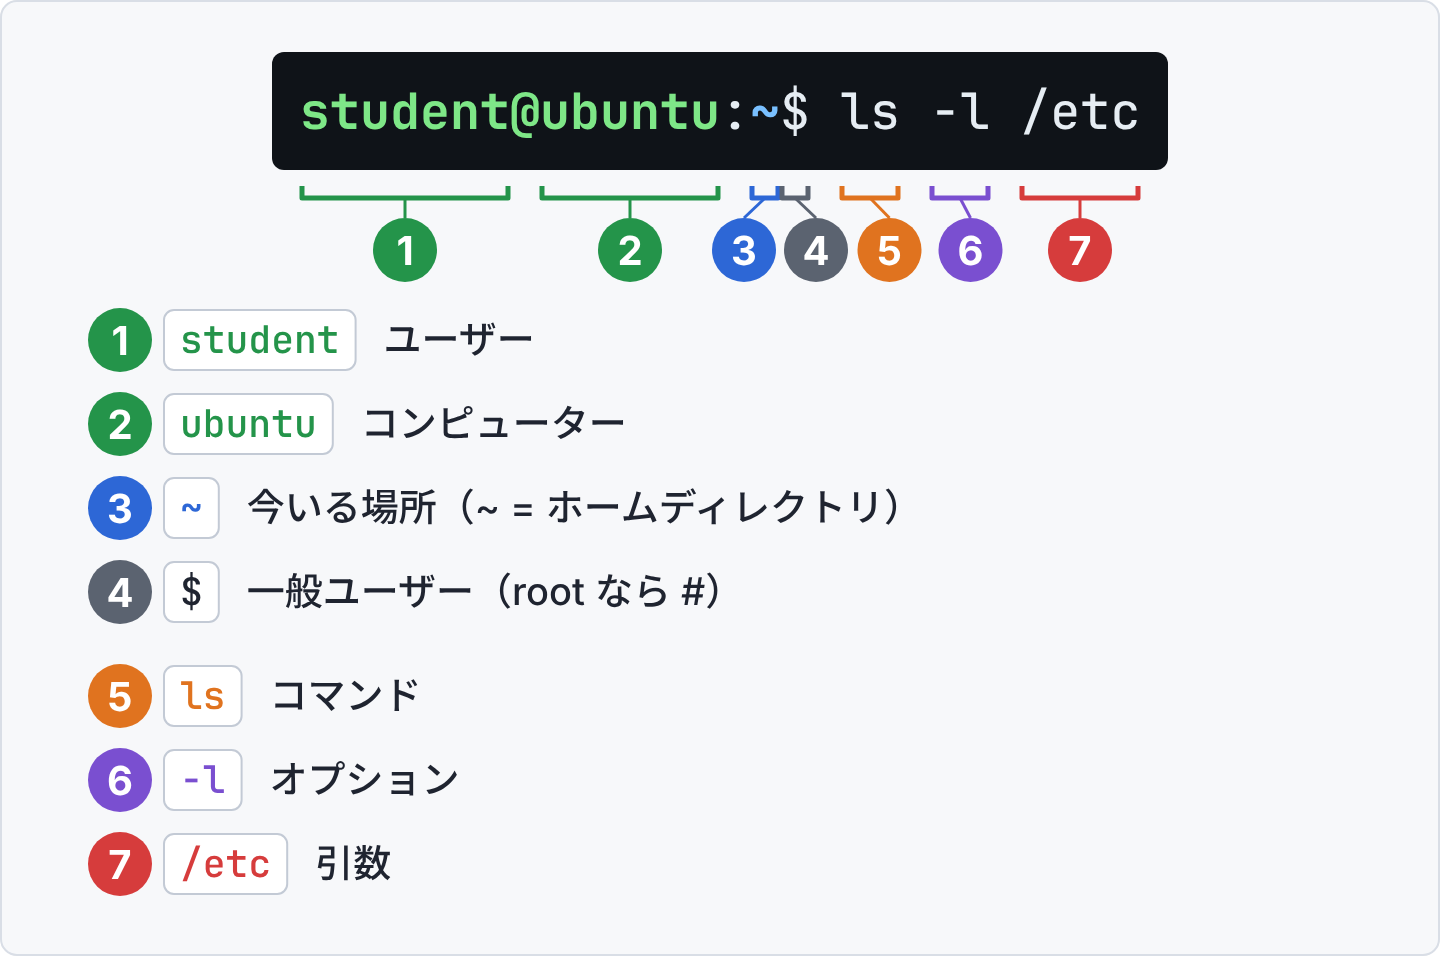 student@ubuntu:~$ ls -l /etc
1 2 3 4 5 6 7
1 student ユーザー
2 ubuntu コンピューター
3 ~ 今いる場所（~ = ホームディレクトリ）
4 $ 一般ユーザー（root なら #）
5 ls コマンド
6 -l オプション
7 /etc 引数